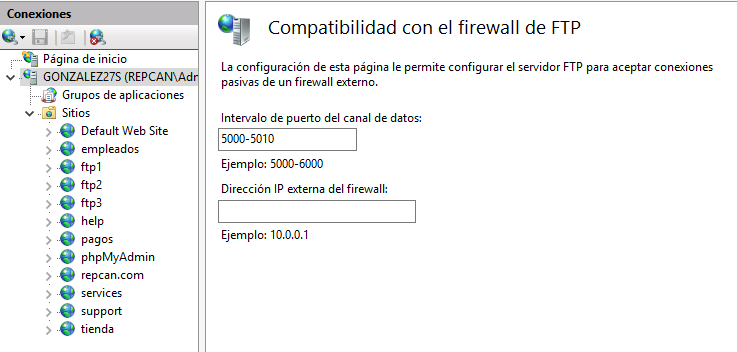 Conexiones
Página de inicio
GONZALEZ27S (REPCAN\Adn
Grupos de aplicaciones
Sitios
Default Web Site
empleados
ftp1
ftp2
ftp3
help
pagos
phpMyAdmin
repcan.com
services
support
tienda
Compatibilidad con el firewall de FTP
La configuración de esta página le permite configurar el servidor FTP para aceptar conexiones
pasivas de un firewall externo.
Intervalo de puerto del canal de datos:
5000-5010
Ejemplo: 5000-6000
Dirección IP externa del firewall:
Ejemplo: 10.0.0.1